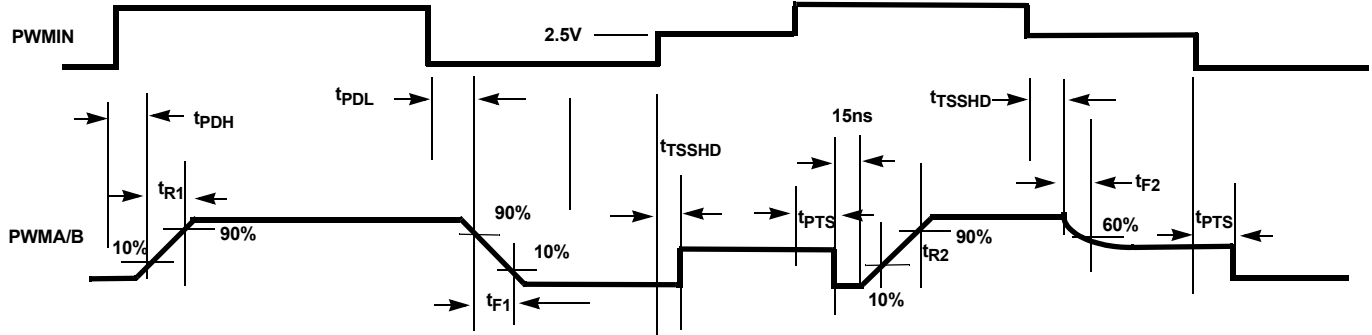 PWMIN
2.5V
tPDL
tTSSHD
tPDH
15ns
tTSSHD
tR1
tF2
90%
60%
tPTS
tPTS
10%
90%
10%
tR2
90%
PWMA/B
tF1
10%